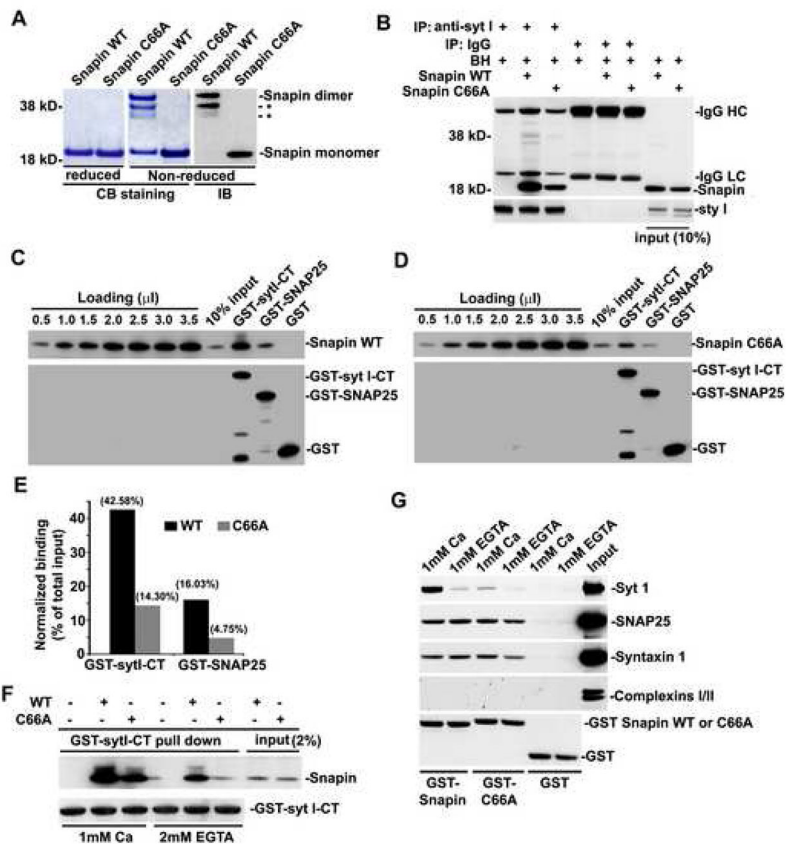 A
Snapin WT
Snapin C66A
Snapin WT
Snapin C66A
Snapin WT
Snapin C66A
38 kD-
-Snapin dimer
- *
- *
18 kD-
-Snapin monomer
reduced
Non-reduced
CB staining
IB
B
IP: anti-syt I + + +
IP: IgG + + +
BH + + + + + + + +
Snapin WT + + +
Snapin C66A + + +
-IgG HC
38 kD-
-IgG LC
18 kD-
-Snapin
-sty I
input (10%)
C
Loading (μl)
0.5 1.0 1.5 2.0 2.5 3.0 3.5
10% input
GST-sytI-CT
GST-SNAP25
GST
-Snapin WT
-GST-syt I-CT
-GST-SNAP25
-GST
D
Loading (μl)
0.5 1.0 1.5 2.0 2.5 3.0 3.5
10% input
GST-sytI-CT
GST-SNAP25
GST
-Snapin C66A
-GST-syt I-CT
-GST-SNAP25
-GST
E
Normalized binding
(% of total input)
40
30
20
10
0
(42.58%)
(14.30%)
(16.03%)
(4.75%)
WT
C66A
GST-sytI-CT
GST-SNAP25
F
WT - + - - + - + -
C66A - - + - - + - +
GST-sytI-CT pull down
input (2%)
-Snapin
-GST-syt I-CT
1mM Ca
2mM EGTA
G
1mM Ca
1mM EGTA
1mM Ca
1mM EGTA
1mM Ca
1mM EGTA
Input
-Syt 1
-SNAP25
-Syntaxin 1
-Complexins I/II
-GST Snapin WT or C66A
-GST
GST-
Snapin
GST-
C66A
GST